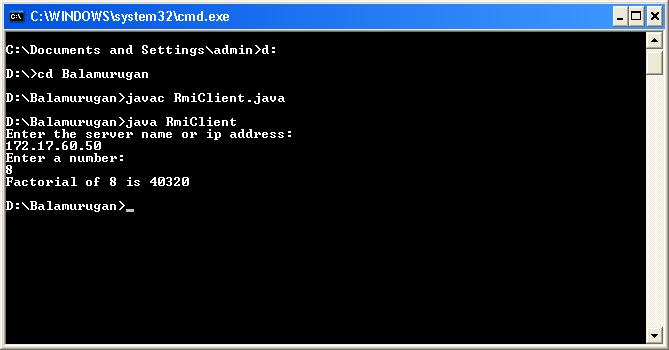 C:\WINDOWS\system32\cmd.exe
C:\Documents and Settings\admin>d:
D:\>cd Balamurugan
D:\Balamurugan>javac RmiClient.java
D:\Balamurugan>java RmiClient
Enter the server name or ip address:
172.17.60.50
Enter a number:
8
Factorial of 8 is 40320
D:\Balamurugan>_